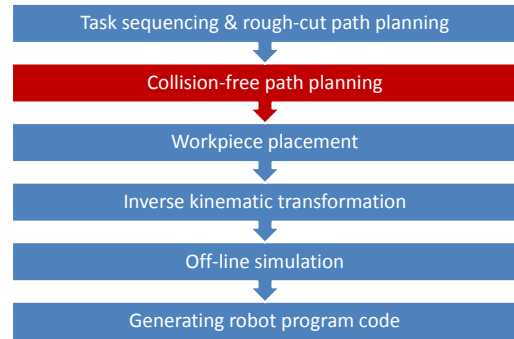 Task sequencing & rough-cut path planning
Collision-free path planning
Workpiece placement
Inverse kinematic transformation
Off-line simulation
Generating robot program code